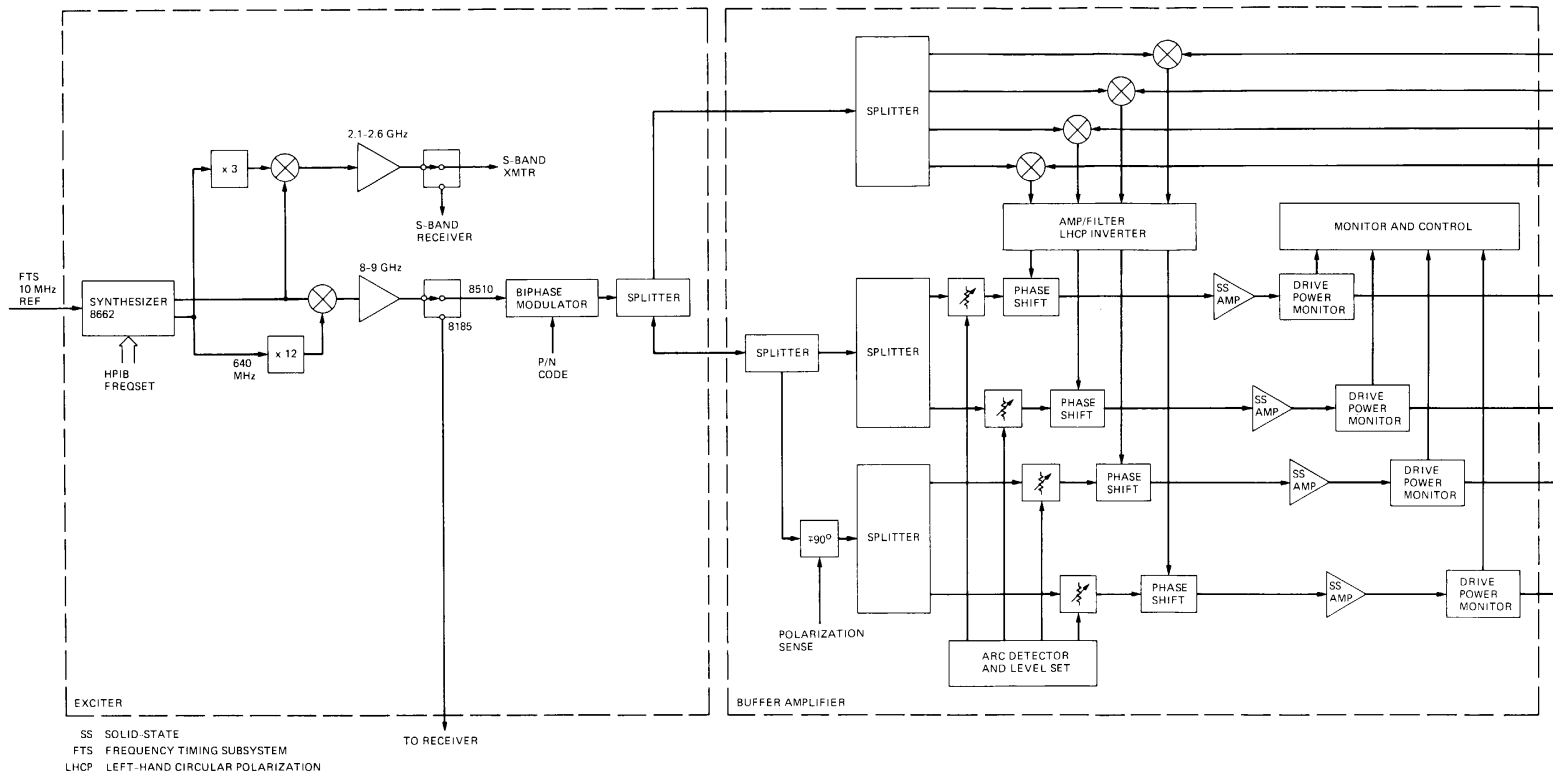 2.1-2.6 GHz
x 3
S-BAND
XMTR
S-BAND
RECEIVER
FTS
10 MHz
REF
SYNTHESIZER
8662
HPIB
FREQSET
640
MHz
x 12
8-9 GHz
8510
8185
BIPHASE
MODULATOR
P/N
CODE
SPLITTER
TO RECEIVER
EXCITER
SPLITTER
SPLITTER
SPLITTER
SPLITTER
∓90°
POLARIZATION
SENSE
AMP/FILTER
LHCP INVERTER
MONITOR AND CONTROL
PHASE
SHIFT
SS
AMP
DRIVE
POWER
MONITOR
PHASE
SHIFT
SS
AMP
DRIVE
POWER
MONITOR
PHASE
SHIFT
SS
AMP
DRIVE
POWER
MONITOR
PHASE
SHIFT
SS
AMP
DRIVE
POWER
MONITOR
ARC DETECTOR
AND LEVEL SET
BUFFER AMPLIFIER
SS SOLID-STATE
FTS FREQUENCY TIMING SUBSYSTEM
LHCP LEFT-HAND CIRCULAR POLARIZATION